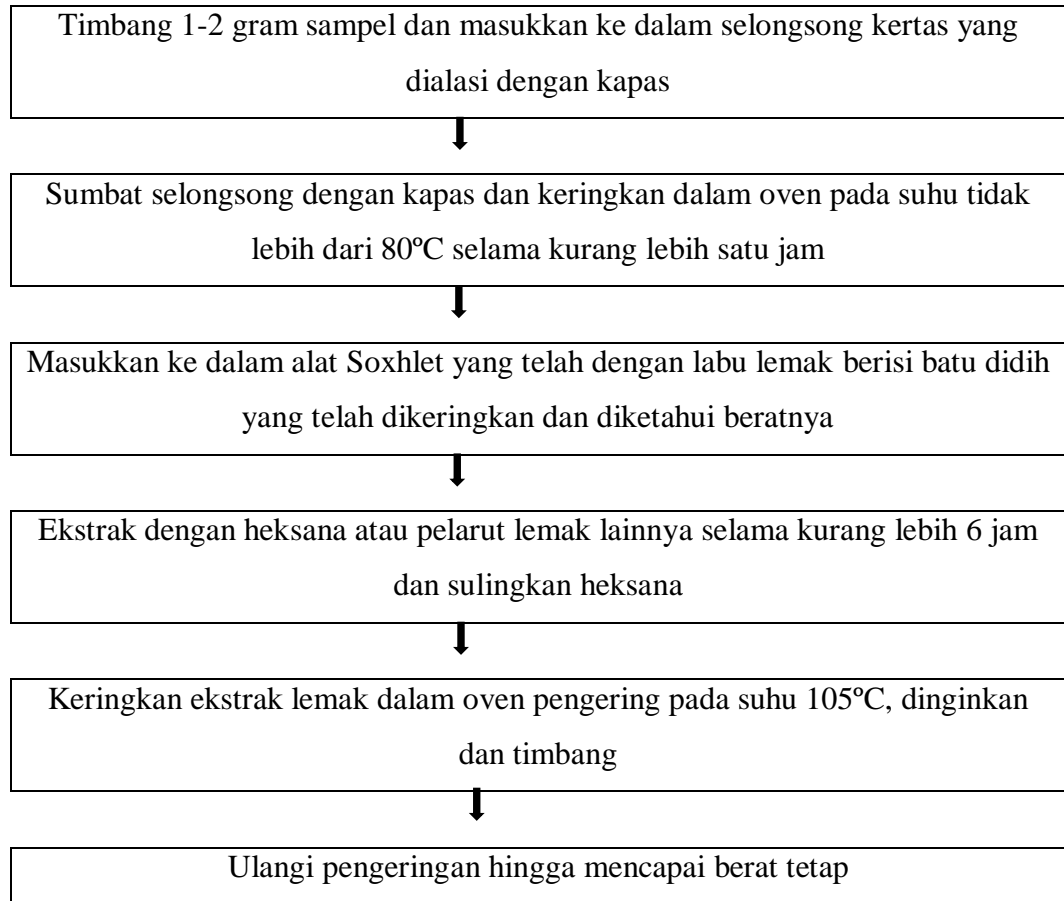 Timbang 1-2 gram sampel dan masukkan ke dalam selongsong kertas yang
dialasi dengan kapas
Sumbat selongsong dengan kapas dan keringkan dalam oven pada suhu tidak
lebih dari 80ºC selama kurang lebih satu jam
Masukkan ke dalam alat Soxhlet yang telah dengan labu lemak berisi batu didih
yang telah dikeringkan dan diketahui beratnya
Ekstrak dengan heksana atau pelarut lemak lainnya selama kurang lebih 6 jam
dan sulingkan heksana
Keringkan ekstrak lemak dalam oven pengering pada suhu 105ºC, dinginkan
dan timbang
Ulangi pengeringan hingga mencapai berat tetap